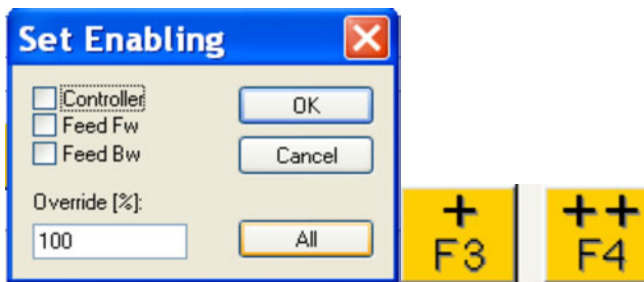 Set Enabling
Controller
Feed Fw
Feed Bw
OK
Cancel
Override [%]:
100
All
+
F3
++
F4